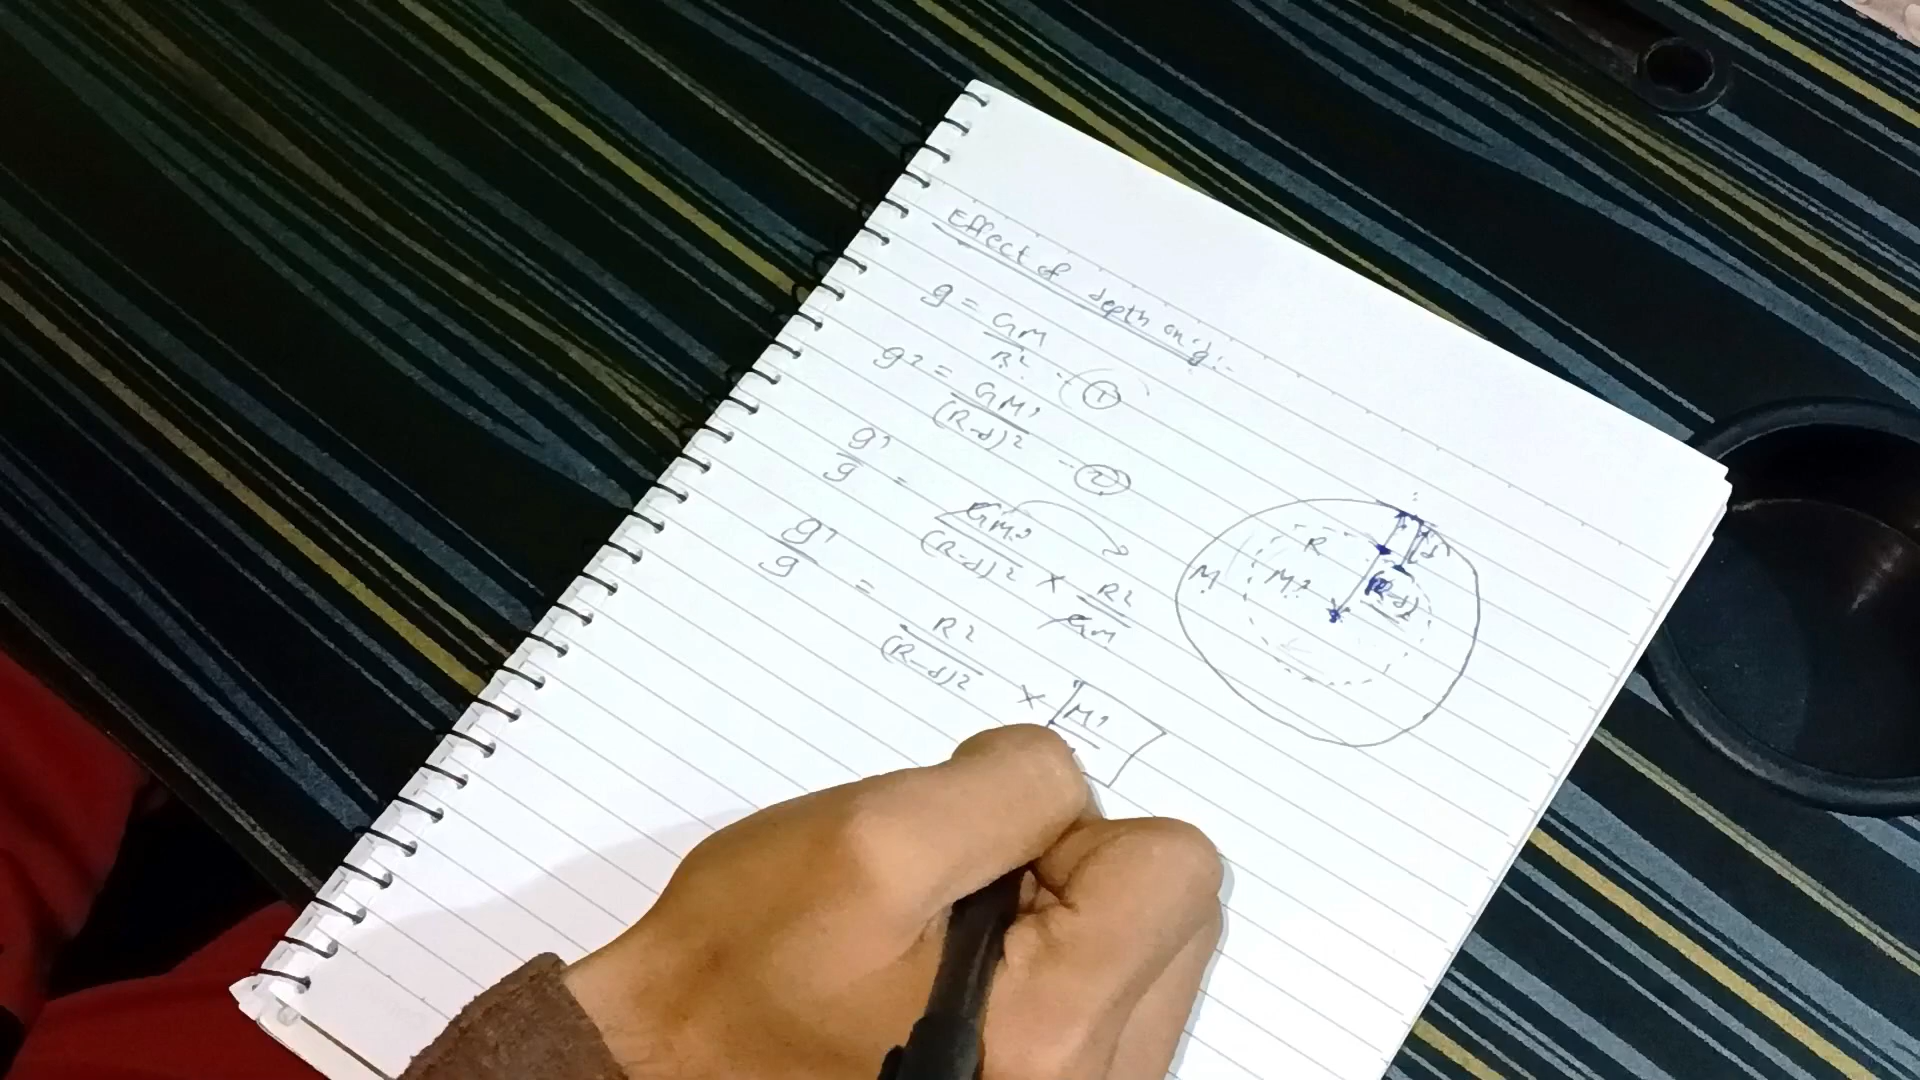 Effect of depth on 'g':-
g = GM / R² - (1)
g' = GM' / (R-d)² - (2)
g' / g = GM' / (R-d)² × R² / GM
g' / g = R² / (R-d)² × M'
R
d
M
M'
(R-d)